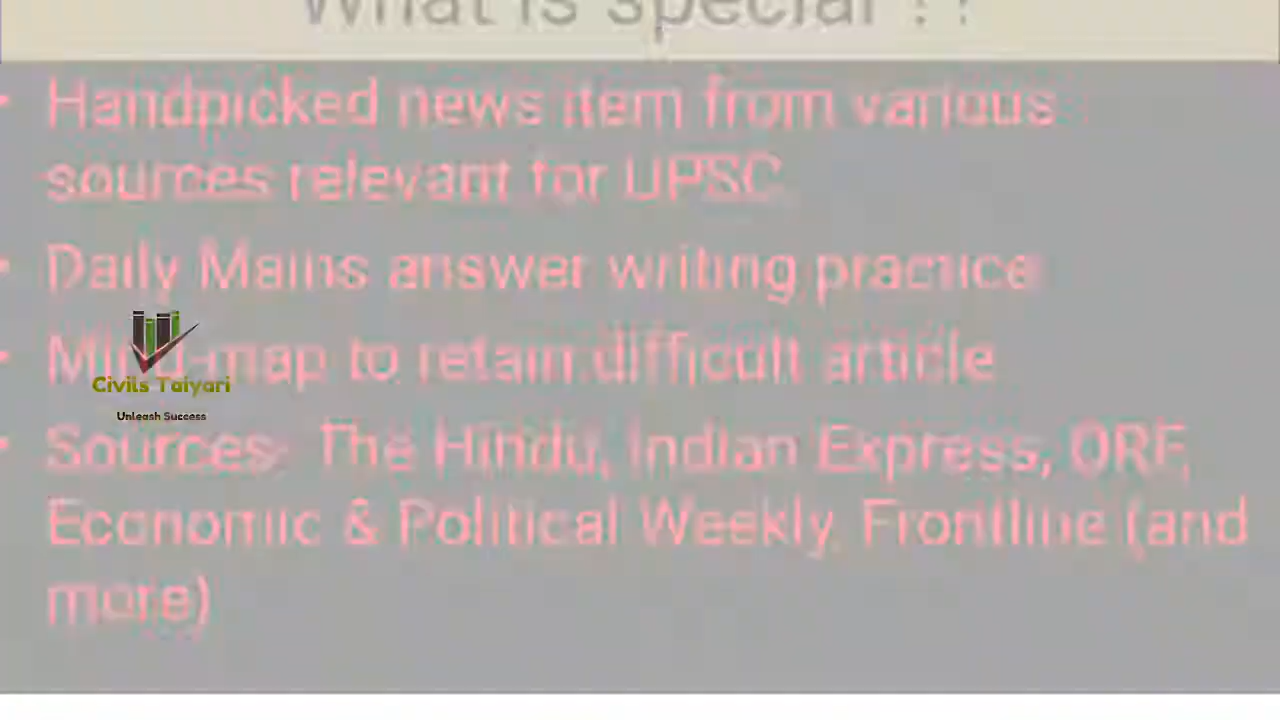 What is special ??
• Handpicked news item from various
sources relevant for UPSC.
• Daily Mains answer writing practice
• Mind-map to retain difficult article
Civils Taiyari
Unleash Success
• Sources- The Hindu, Indian Express, ORF,
Economic & Political Weekly, Frontline (and
more)